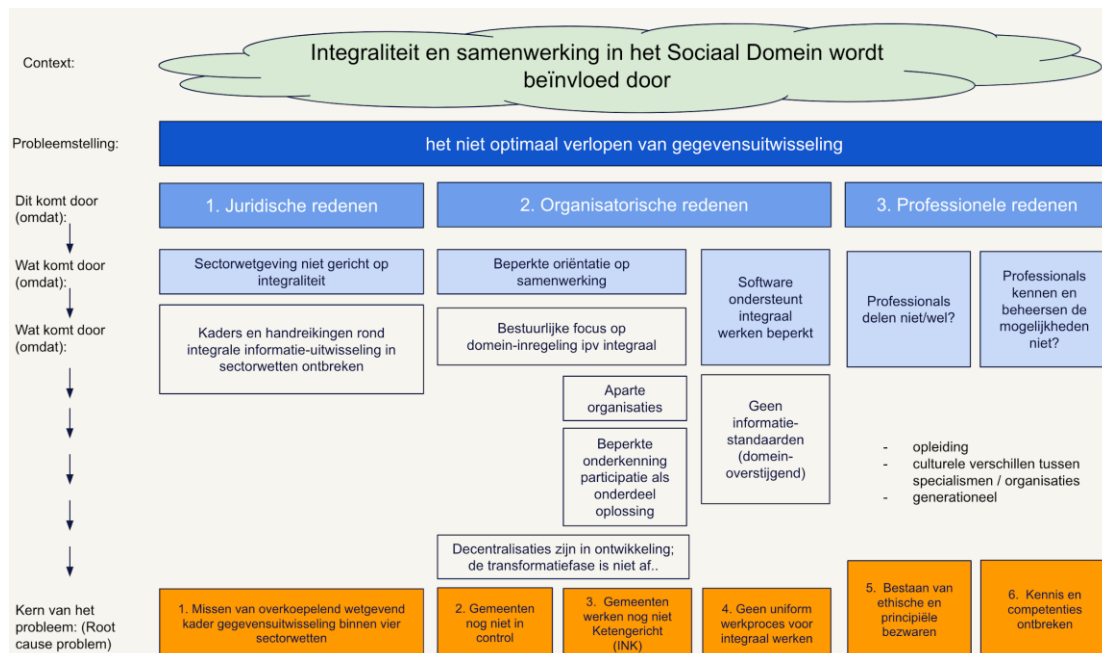 Context:
Integraliteit en samenwerking in het Sociaal Domein wordt
beïnvloed door
Probleemstelling:
het niet optimaal verlopen van gegevensuitwisseling
Dit komt door
(omdat):
1. Juridische redenen
2. Organisatorische redenen
3. Professionele redenen
Wat komt door
(omdat):
Sectorwetgeving niet gericht op
integraliteit
Beperkte oriëntatie op
samenwerking
Software
ondersteunt
integraal
werken beperkt
Professionals
delen niet/wel?
Professionals
kennen en
beheersen de
mogelijkheden
niet?
Wat komt door
(omdat):
Kaders en handreikingen rond
integrale informatie-uitwisseling in
sectorwetten ontbreken
Bestuurlijke focus op
domein-inregeling ipv integraal
Aparte
organisaties
Beperkte
onderkenning
participatie als
onderdeel
oplossing
Geen
informatie-
standaarden
(domein-
overstijgend)
- opleiding
- culturele verschillen tussen
specialismen / organisaties
- generationeel
Decentralisaties zijn in ontwikkeling;
de transformatiefase is niet af..
Kern van het
probleem: (Root
cause problem)
1. Missen van overkoepelend wetgevend
kader gegevensuitwisseling binnen vier
sectorwetten
2. Gemeenten
nog niet in
control
3. Gemeenten
werken nog niet
Ketengericht
(INK)
4. Geen uniform
werkproces voor
integraal werken
5. Bestaan van
ethische en
principiële
bezwaren
6. Kennis en
competenties
ontbreken